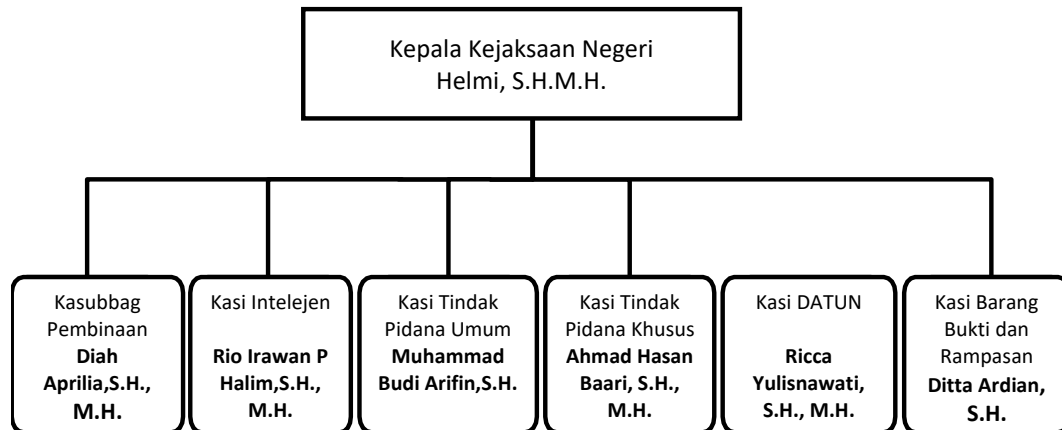 Kepala Kejaksaan Negeri
Helmi, S.H.M.H.
Kasubbag
Pembinaan
Diah
Aprilia,S.H.,
M.H.
Kasi Intelejen
Rio Irawan P
Halim,S.H.,
M.H.
Kasi Tindak
Pidana Umum
Muhammad
Budi Arifin,S.H.
Kasi Tindak
Pidana Khusus
Ahmad Hasan
Baari, S.H.,
M.H.
Kasi DATUN
Ricca
Yulisnawati,
S.H., M.H.
Kasi Barang
Bukti dan
Rampasan
Ditta Ardian,
S.H.